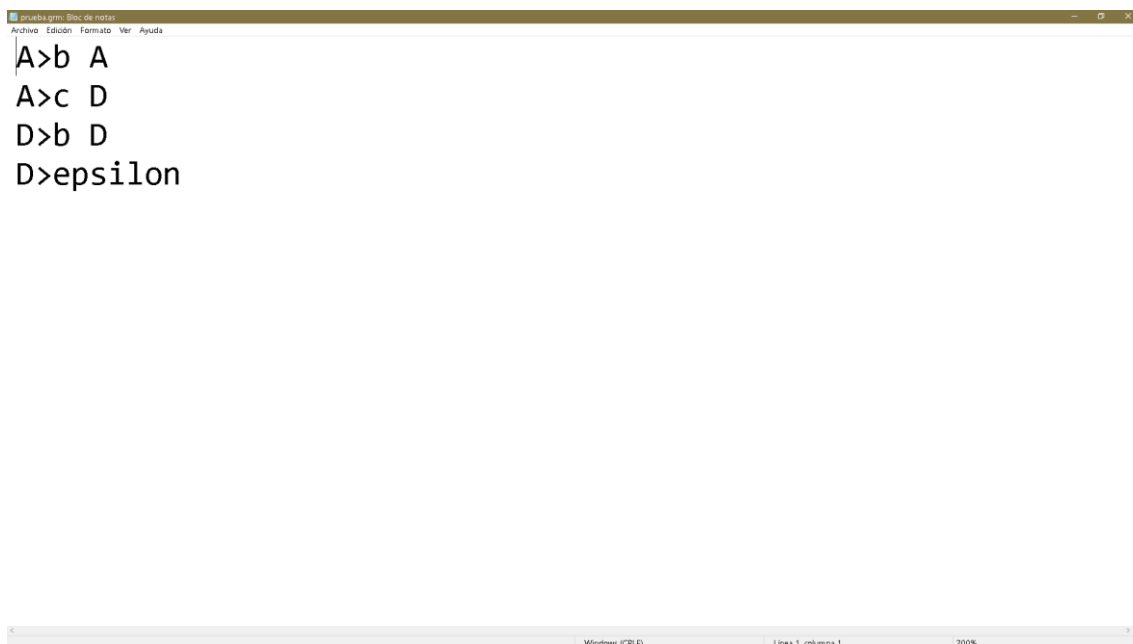 prueba.grm: Bloc de notas
Archivo Edición Formato Ver Ayuda
A>b A
A>c D
D>b D
D>epsilon
Windows (CRLF) Línea 1, columna 1 200%